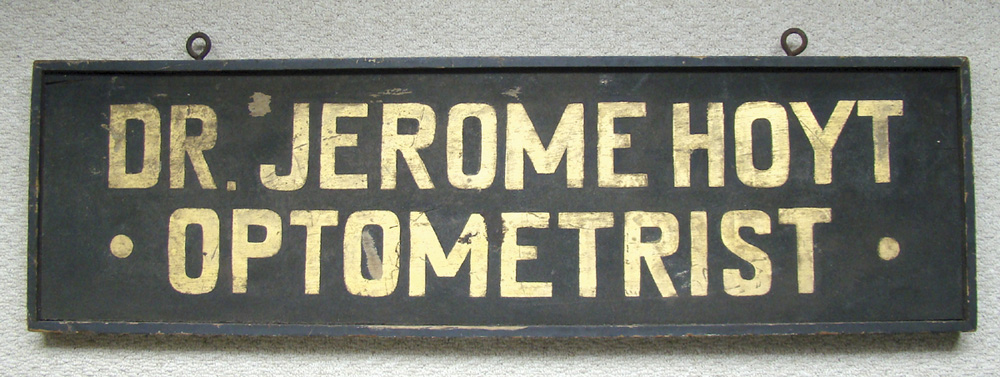 DR. JEROME HOYT
• OPTOMETRIST •